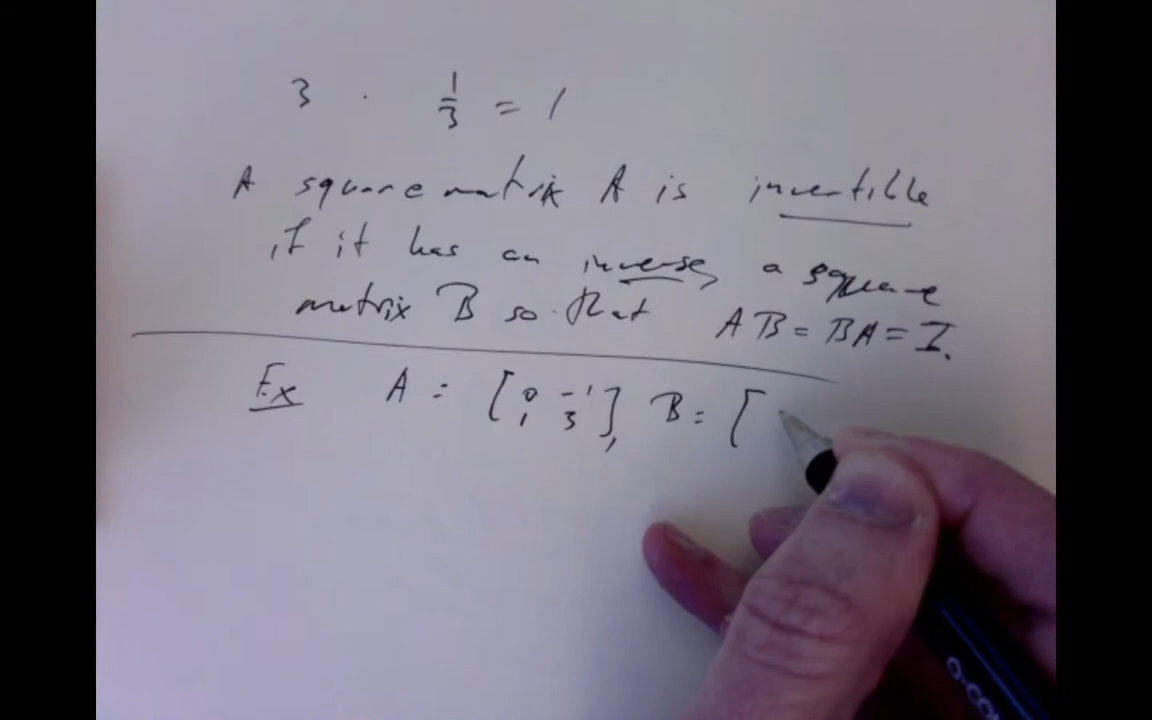 3 · 1/3 = 1
A square matrix A is invertible
if it has an inverse, a square
matrix B so that AB = BA = I.
Ex A = [0 -1
1 3], B = [